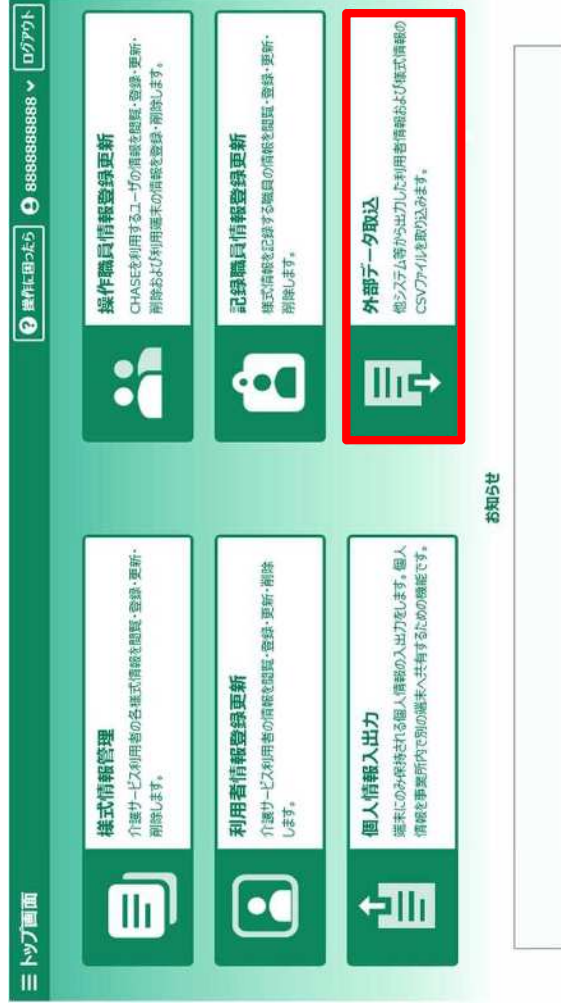 トップ画面
操作に困ったら
8888888888
ログアウト
様式情報管理
介護サービス利用者の各様式情報を閲覧・登録・更新・
削除します。
操作職員情報登録更新
CHASEを利用するユーザの情報を閲覧・登録・更新・
削除および利用端末の情報を登録・削除します。
利用者情報登録更新
介護サービス利用者の情報を閲覧・登録・更新・削除
します。
記録職員情報登録更新
様式情報を記録する職員の情報を閲覧・登録・更新・
削除します。
個人情報入出力
端末にのみ保持される個人情報の入出力をします。個人
情報を事業所内で別の端末へ共有するための機能です。
外部データ取込
他システム等から出力した利用者情報および様式情報の
CSVファイルを取り込みます。
お知らせ